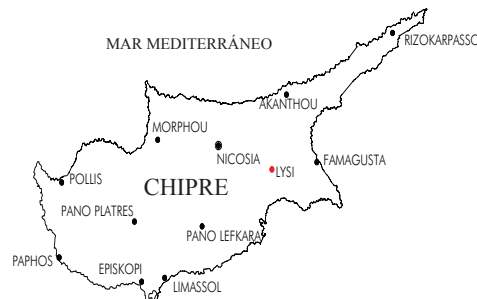 RIZOKARPASSO
MAR MEDITERRÁNEO
AKANTHOU
MORPHOU
NICOSIA
FAMAGUSTA
LYSI
POLLIS
CHIPRE
PANO PLATRES
PANO LEFKARA
PAPHOS
EPISKOPI
LIMASSOL